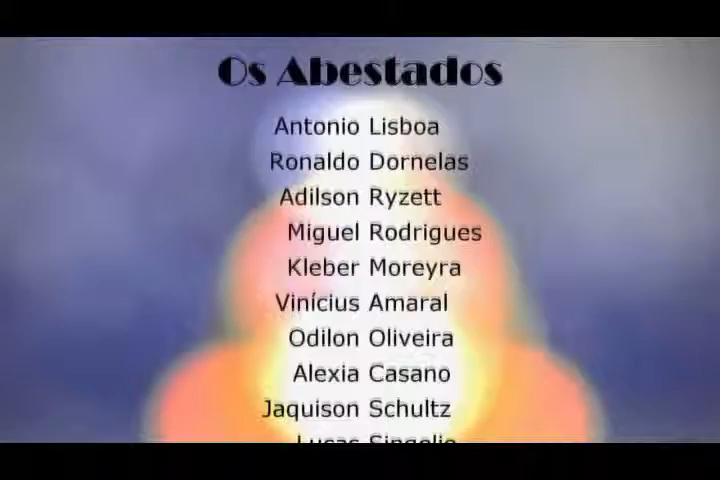 Os Abestados
Antonio Lisboa
Ronaldo Dornelas
Adilson Ryzett
Miguel Rodrigues
Kleber Moreyra
Vinícius Amaral
Odilon Oliveira
Alexia Casano
Jaquison Schultz
Lucas